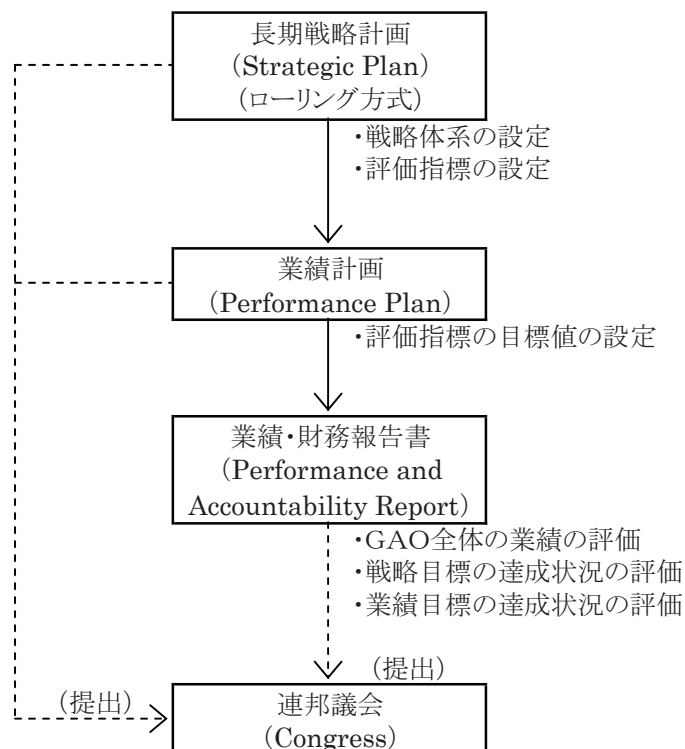 長期戦略計画
(Strategic Plan)
(ローリング方式)
・戦略体系の設定
・評価指標の設定
業績計画
(Performance Plan)
・評価指標の目標値の設定
業績・財務報告書
(Performance and
Accountability Report)
・GAO全体の業績の評価
・戦略目標の達成状況の評価
・業績目標の達成状況の評価
(提出)
(提出)
連邦議会
(Congress)